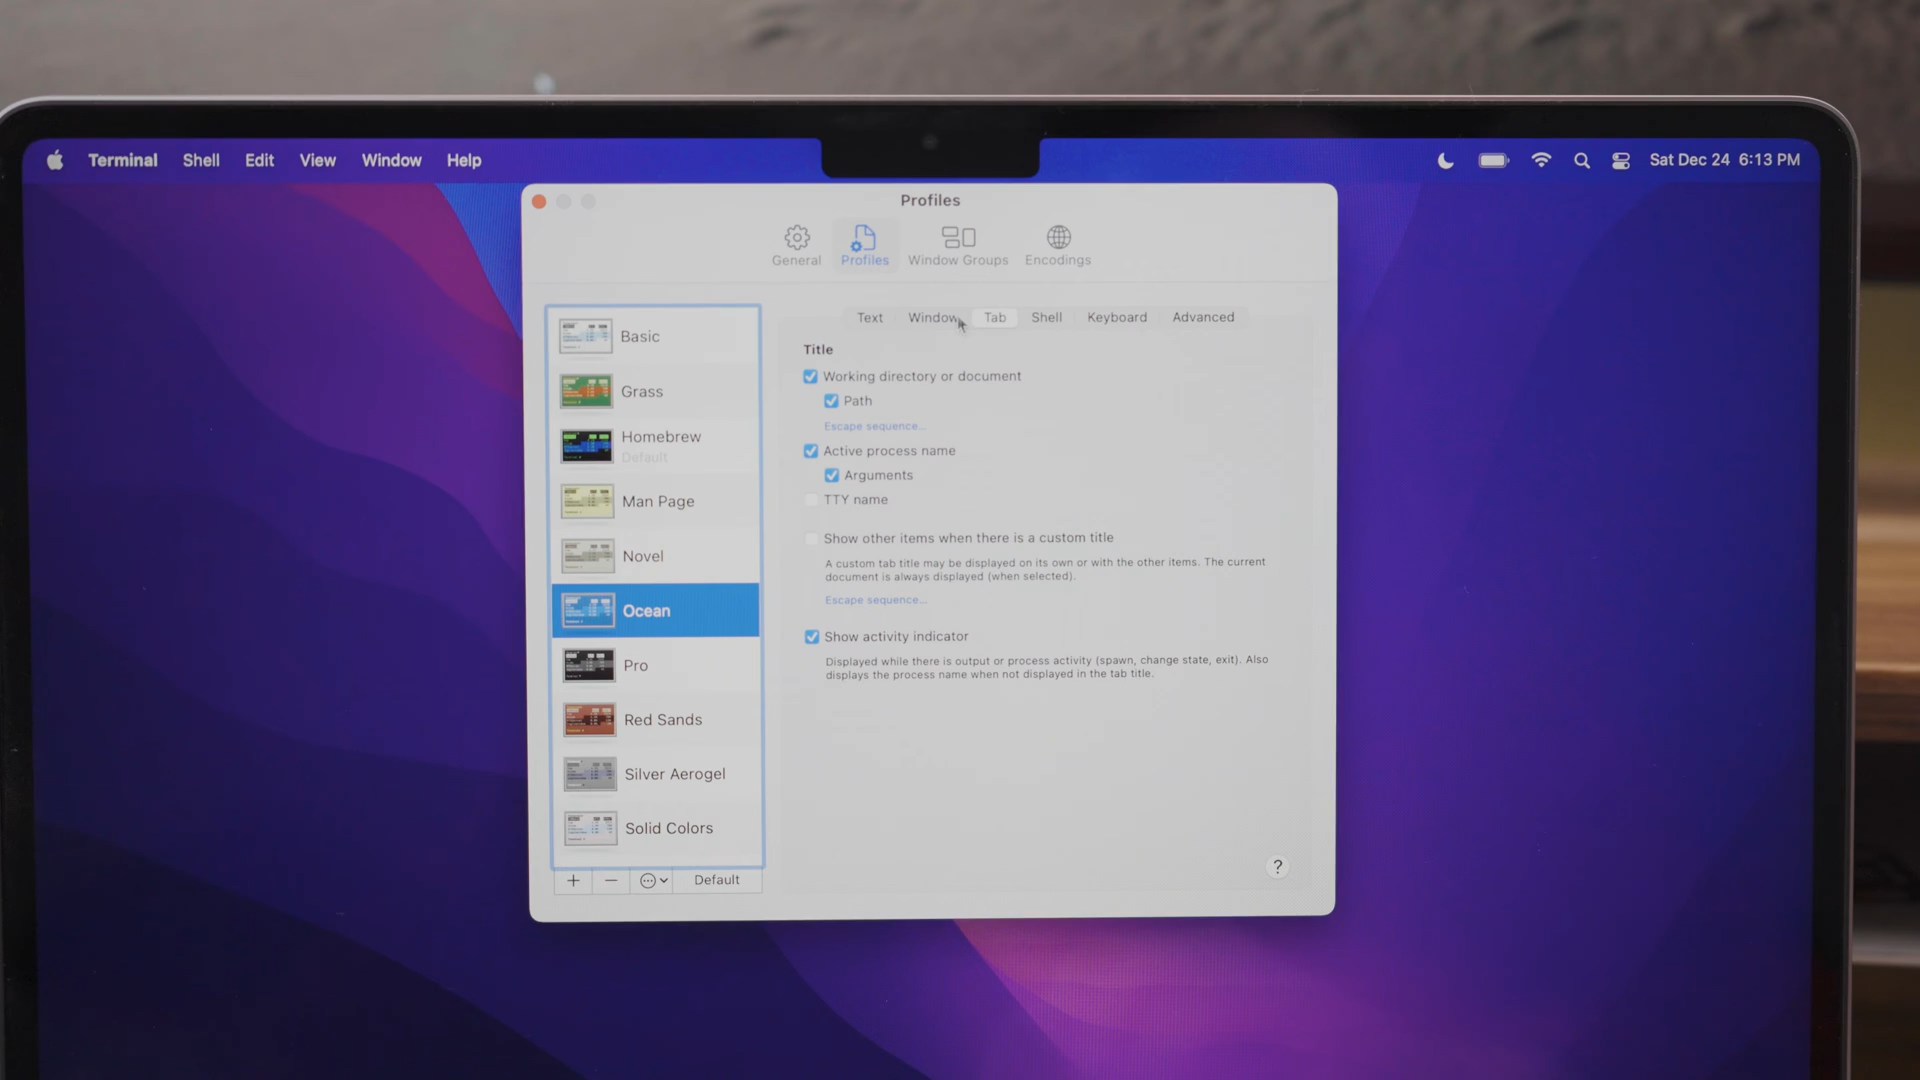 Terminal Shell Edit View Window Help
Sat Dec 24 6:13 PM
Profiles
General Profiles Window Groups Encodings
Text Window Tab Shell Keyboard Advanced
Basic
Grass
Homebrew
Default
Man Page
Novel
Ocean
Pro
Red Sands
Silver Aerogel
Solid Colors
Default
Title
Working directory or document
Path
Escape sequence...
Active process name
Arguments
TTY name
Show other items when there is a custom title
A custom tab title may be displayed on its own or with the other items. The current
document is always displayed (when selected).
Escape sequence...
Show activity indicator
Displayed while there is output or process activity (spawn, change state, exit). Also
displays the process name when not displayed in the tab title.
?